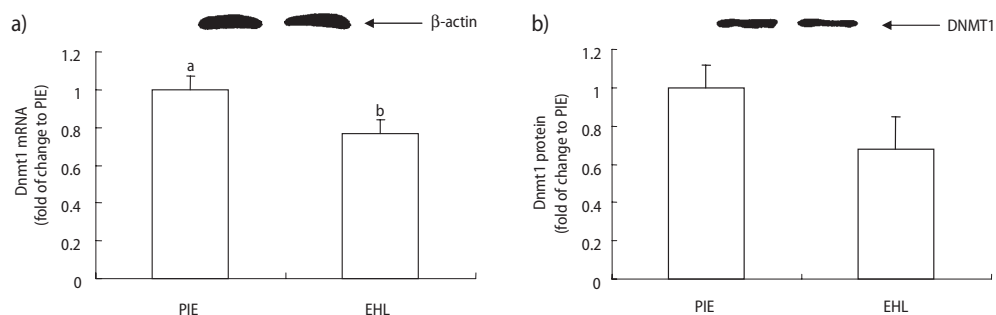 a)
β-actin
Dnmt1 mRNA
(fold of change to PIE)
1.2
1
0.8
0.6
0.4
0.2
0
a
b
PIE EHL
b)
DNMT1
Dnmt1 protein
(fold of change to PIE)
1.2
1
0.8
0.6
0.4
0.2
0
PIE EHL